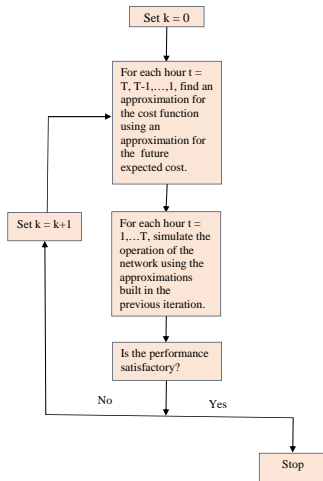 Set k = 0
For each hour t =
T, T-1,…,1, find an
approximation for
the cost function
using an
approximation for
the future
expected cost.
Set k = k+1
For each hour t =
1,…T, simulate the
operation of the
network using the
approximations
built in the
previous iteration.
Is the performance
satisfactory?
No
Yes
Stop